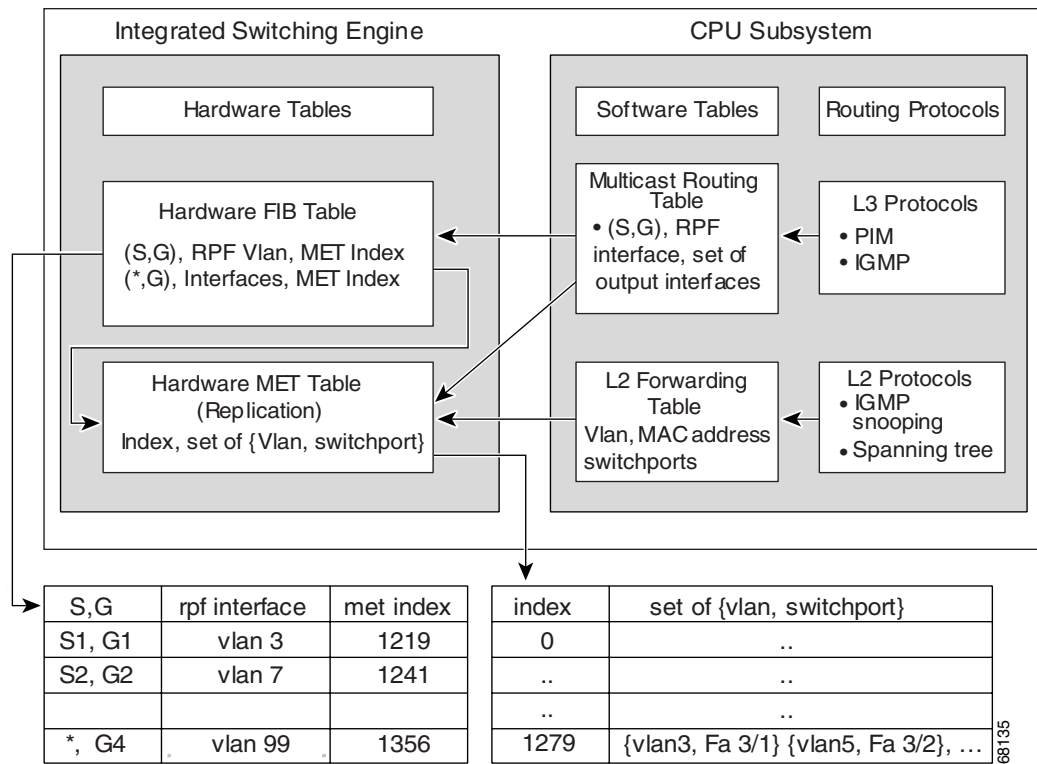 Integrated Switching Engine
CPU Subsystem
Hardware Tables
Software Tables
Routing Protocols
Hardware FIB Table
(S,G), RPF Vlan, MET Index
(*,G), Interfaces, MET Index
Multicast Routing
Table
• (S,G), RPF
interface, set of
output interfaces
L3 Protocols
• PIM
• IGMP
Hardware MET Table
(Replication)
Index, set of {Vlan, switchport}
L2 Forwarding
Table
Vlan, MAC address
switchports
L2 Protocols
• IGMP
snooping
• Spanning tree
S,G rpf interface met index
S1, G1 vlan 3 1219
S2, G2 vlan 7 1241
*, G4 vlan 99 1356
index set of {vlan, switchport}
0 ..
.. ..
.. ..
1279 {vlan3, Fa 3/1} {vlan5, Fa 3/2}, ...
68135